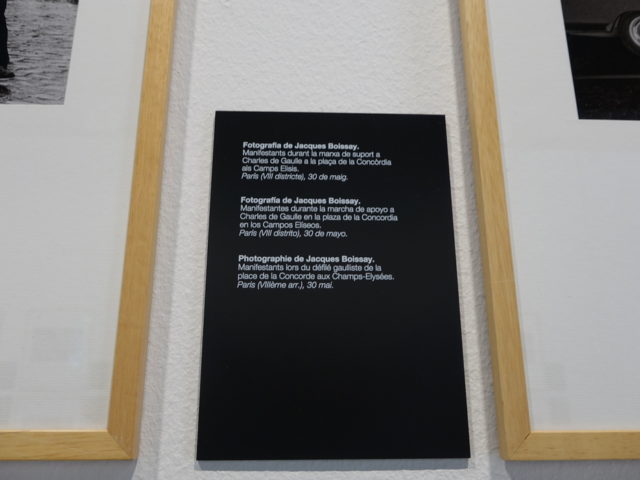 Fotografía de Jacques Boissay.
Manifestants durant la marxa de suport a
Charles de Gaulle a la plaça de la Concòrdia
als Camps Elisis.
París (VIII districte), 30 de maig.
Fotografía de Jacques Boissay.
Manifestantes durante la marcha de apoyo a
Charles de Gaulle en la plaza de la Concordia
en los Campos Elíseos.
París (VIII distrito), 30 de mayo.
Photographie de Jacques Boissay.
Manifestants lors du défilé gaulliste de la
place de la Concorde aux Champs-Elysées.
Paris (VIIIème arr.), 30 mai.